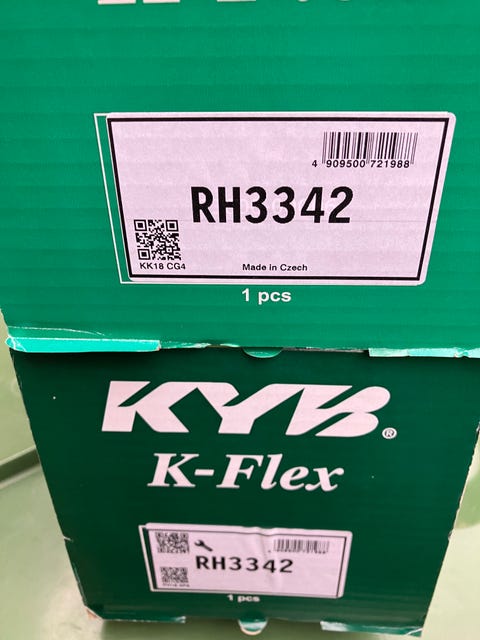 4 909500 721988
RH3342
KK18 CG4
Made in Czech
1 pcs
KYB®
K-Flex
RH3342
1 pcs